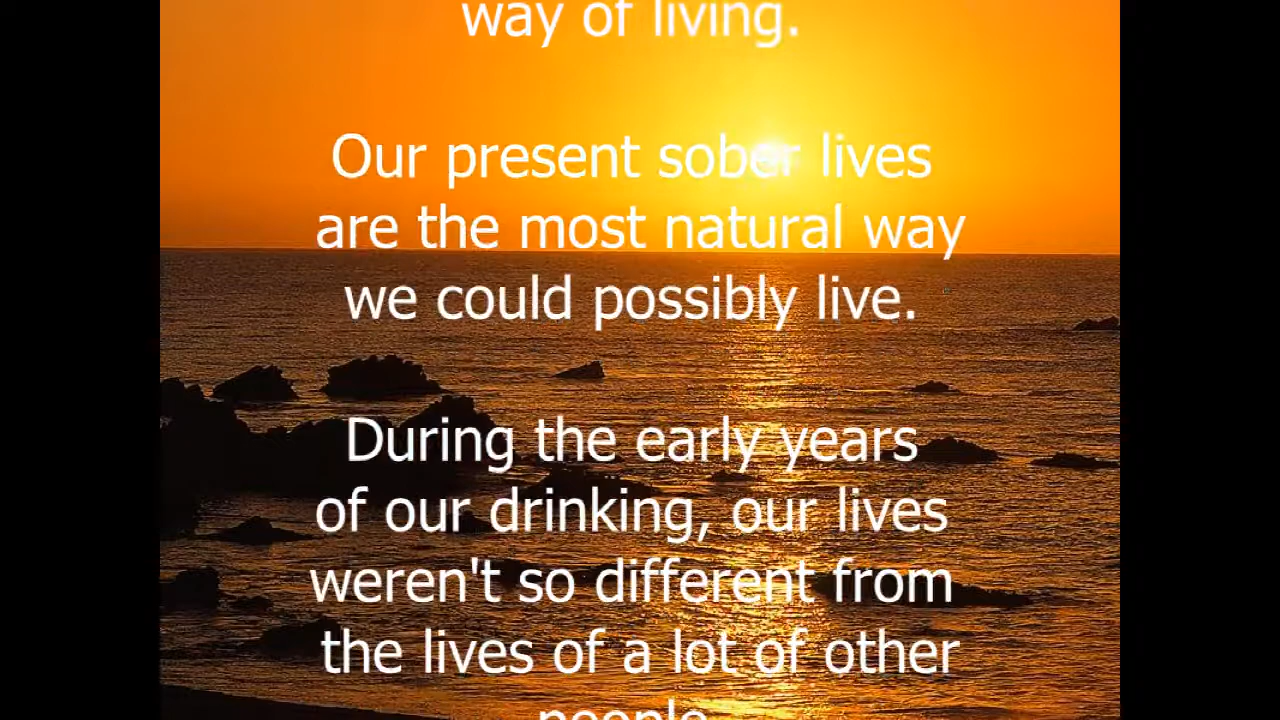 way of living.
Our present sober lives
are the most natural way
we could possibly live.
During the early years
of our drinking, our lives
weren't so different from
the lives of a lot of other
people.